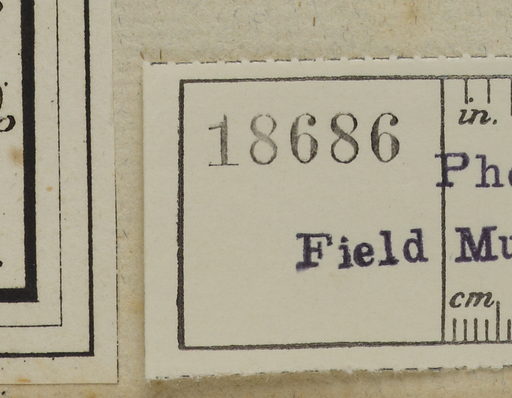 18686
in.
Pho
Field Mu
cm